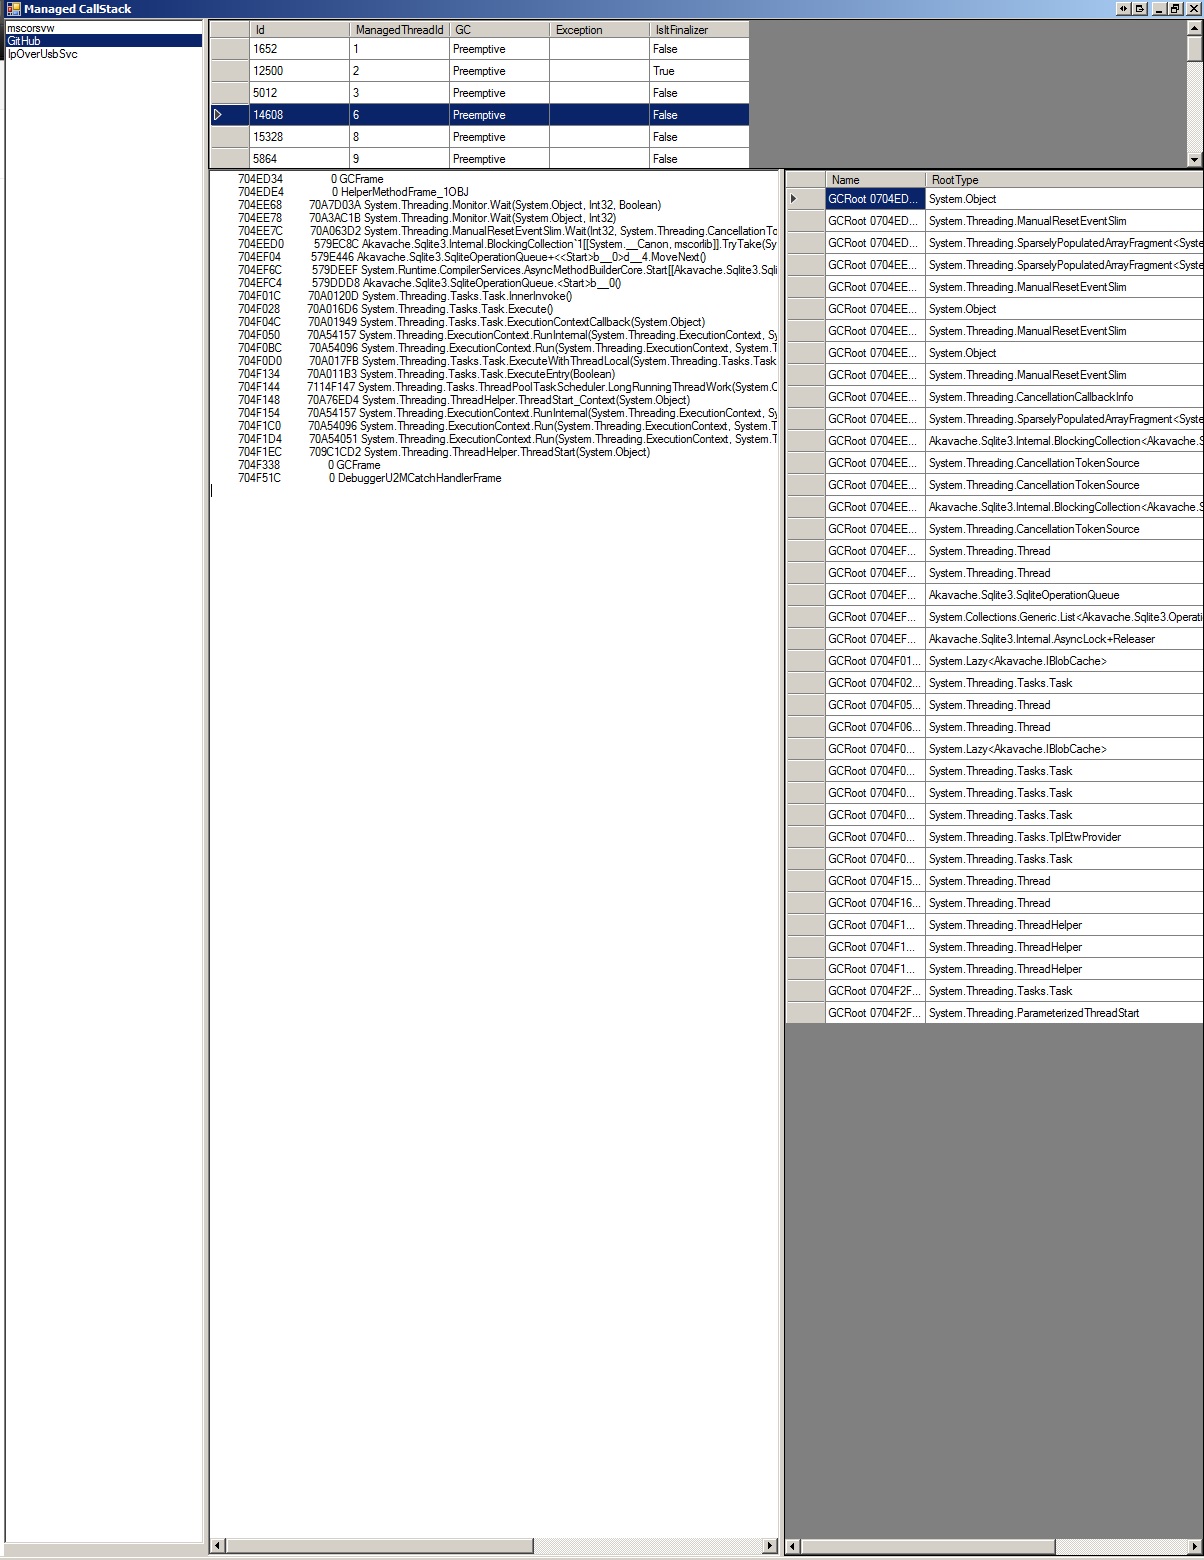 Managed CallStack
mscorsvw
GitHub
IpOverUsbSvc
Id ManagedThreadId GC Exception IsItFinalizer
1652 1 Preemptive False
12500 2 Preemptive True
5012 3 Preemptive False
14608 6 Preemptive False
15328 8 Preemptive False
5864 9 Preemptive False
704ED34 0 GCFrame
704EDE4 0 HelperMethodFrame_1OBJ
704EE68 70A7D03A System.Threading.Monitor.Wait(System.Object, Int32, Boolean)
704EE78 70A3AC1B System.Threading.Monitor.Wait(System.Object, Int32)
704EE7C 70A063D2 System.Threading.ManualResetEventSlim.Wait(Int32, System.Threading.CancellationTo
704EED0 579EC8C Akavache.Sqlite3.Internal.BlockingCollection`1[[System.__Canon, mscorlib]].TryTake(Sy
704EF04 579E446 Akavache.Sqlite3.SqliteOperationQueue+<<Start>b__0>d__4.MoveNext()
704EF6C 579DEEF System.Runtime.CompilerServices.AsyncMethodBuilderCore.Start[[Akavache.Sqlite3.Sqli
704EFC4 579DDD8 Akavache.Sqlite3.SqliteOperationQueue.<Start>b__0()
704F01C 70A0120D System.Threading.Tasks.Task.InnerInvoke()
704F028 70A016D6 System.Threading.Tasks.Task.Execute()
704F04C 70A01949 System.Threading.Tasks.Task.ExecutionContextCallback(System.Object)
704F050 70A54157 System.Threading.ExecutionContext.RunInternal(System.Threading.ExecutionContext, Sy
704F0BC 70A54096 System.Threading.ExecutionContext.Run(System.Threading.ExecutionContext, System.T
704F0D0 70A017FB System.Threading.Tasks.Task.ExecuteWithThreadLocal(System.Threading.Tasks.Task
704F134 70A011B3 System.Threading.Tasks.Task.ExecuteEntry(Boolean)
704F144 7114F147 System.Threading.Tasks.ThreadPoolTaskScheduler.LongRunningThreadWork(System.O
704F148 70A76ED4 System.Threading.ThreadHelper.ThreadStart_Context(System.Object)
704F154 70A54157 System.Threading.ExecutionContext.RunInternal(System.Threading.ExecutionContext, Sy
704F1C0 70A54096 System.Threading.ExecutionContext.Run(System.Threading.ExecutionContext, System.T
704F1D4 70A54051 System.Threading.ExecutionContext.Run(System.Threading.ExecutionContext, System.T
704F1EC 709C1CD2 System.Threading.ThreadHelper.ThreadStart(System.Object)
704F338 0 GCFrame
704F51C 0 DebuggerU2MCatchHandlerFrame
Name RootType
GCRoot 0704ED... System.Object
GCRoot 0704ED... System.Threading.ManualResetEventSlim
GCRoot 0704ED... System.Threading.SparselyPopulatedArrayFragment<Syste
GCRoot 0704EE... System.Threading.SparselyPopulatedArrayFragment<Syste
GCRoot 0704EE... System.Threading.ManualResetEventSlim
GCRoot 0704EE... System.Object
GCRoot 0704EE... System.Threading.ManualResetEventSlim
GCRoot 0704EE... System.Object
GCRoot 0704EE... System.Threading.ManualResetEventSlim
GCRoot 0704EE... System.Threading.CancellationCallbackInfo
GCRoot 0704EE... System.Threading.SparselyPopulatedArrayFragment<Syste
GCRoot 0704EE... Akavache.Sqlite3.Internal.BlockingCollection<Akavache.S
GCRoot 0704EE... System.Threading.CancellationTokenSource
GCRoot 0704EE... System.Threading.CancellationTokenSource
GCRoot 0704EE... Akavache.Sqlite3.Internal.BlockingCollection<Akavache.S
GCRoot 0704EE... System.Threading.CancellationTokenSource
GCRoot 0704EF... System.Threading.Thread
GCRoot 0704EF... System.Threading.Thread
GCRoot 0704EF... Akavache.Sqlite3.SqliteOperationQueue
GCRoot 0704EF... System.Collections.Generic.List<Akavache.Sqlite3.Operati
GCRoot 0704EF... Akavache.Sqlite3.Internal.AsyncLock+Releaser
GCRoot 0704F01... System.Lazy<Akavache.IBlobCache>
GCRoot 0704F02... System.Threading.Tasks.Task
GCRoot 0704F05... System.Threading.Thread
GCRoot 0704F06... System.Threading.Thread
GCRoot 0704F0... System.Lazy<Akavache.IBlobCache>
GCRoot 0704F0... System.Threading.Tasks.Task
GCRoot 0704F0... System.Threading.Tasks.Task
GCRoot 0704F0... System.Threading.Tasks.Task
GCRoot 0704F0... System.Threading.Tasks.TplEtwProvider
GCRoot 0704F0... System.Threading.Tasks.Task
GCRoot 0704F15... System.Threading.Thread
GCRoot 0704F16... System.Threading.Thread
GCRoot 0704F1... System.Threading.ThreadHelper
GCRoot 0704F1... System.Threading.ThreadHelper
GCRoot 0704F1... System.Threading.ThreadHelper
GCRoot 0704F2F... System.Threading.Tasks.Task
GCRoot 0704F2F... System.Threading.ParameterizedThreadStart